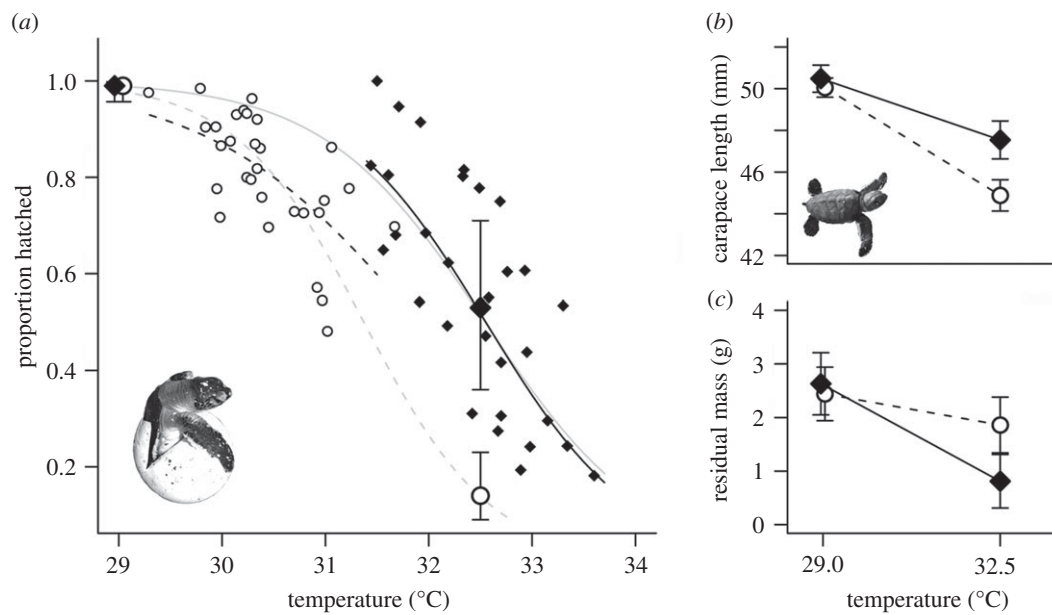 (a)
1.0
0.8
0.6
0.4
0.2
proportion hatched
29
30
31
32
33
34
temperature (°C)
(b)
50
46
42
carapace length (mm)
(c)
4
3
2
1
0
residual mass (g)
29.0
32.5
temperature (°C)